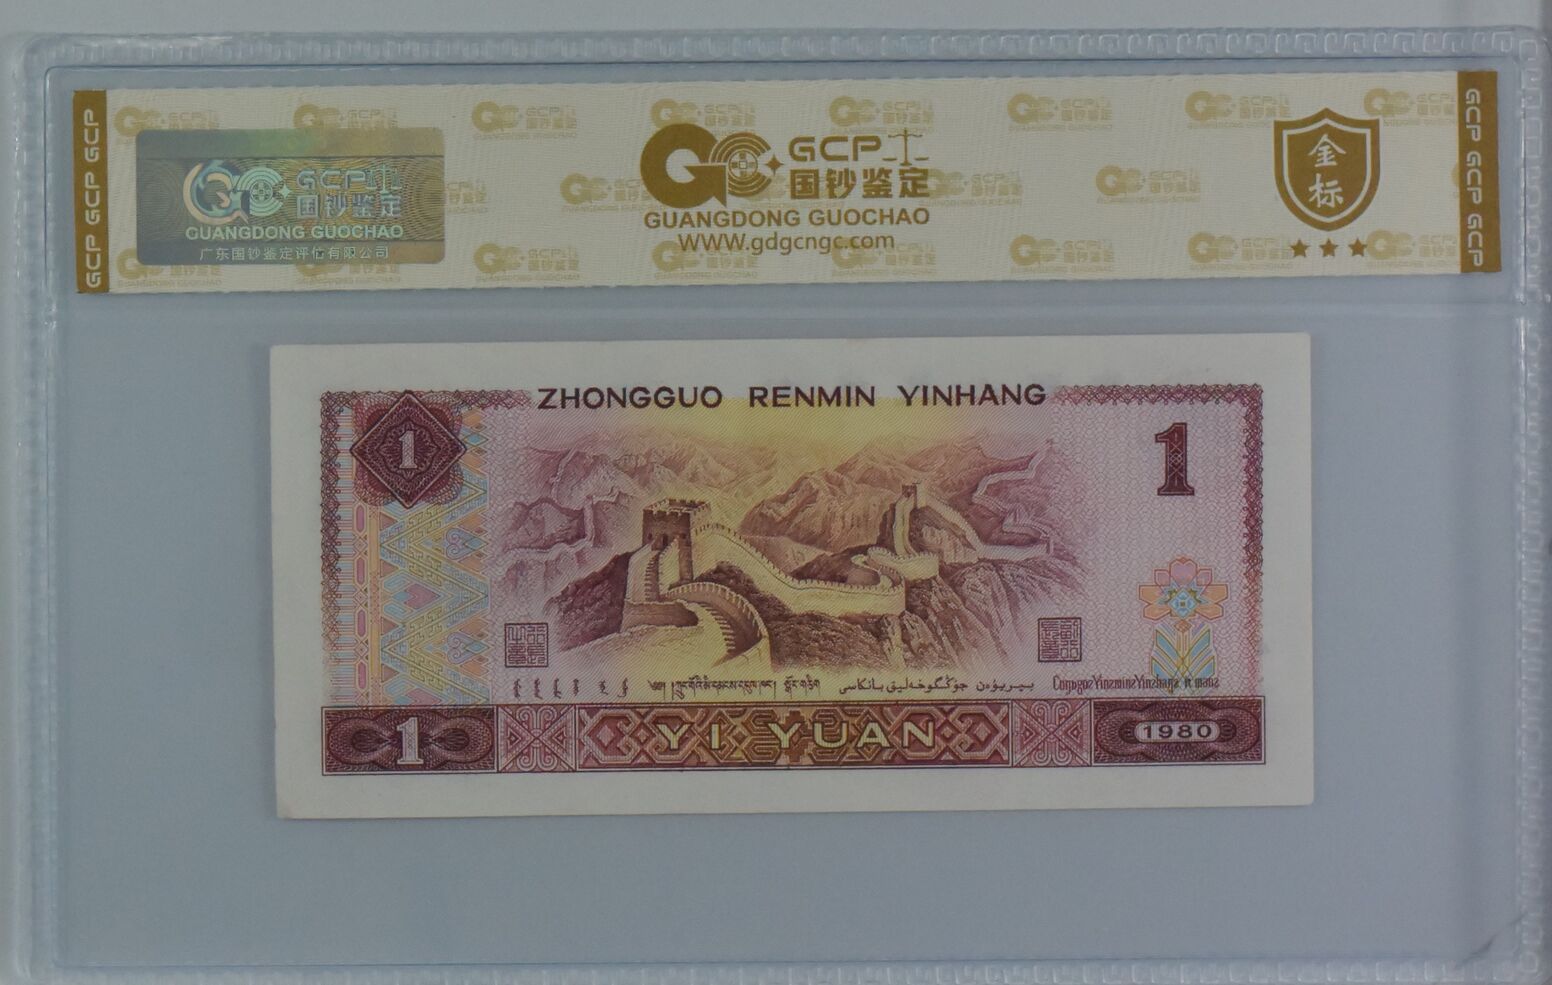 GCP GCP GCP
GCP
国钞鉴定
GUANGDONG GUOCHAO
广东国钞鉴定评估有限公司
GCP
国钞鉴定
GUANGDONG GUOCHAO
WWW.gdgcngc.com
金标
GCP GCP GCP
ZHONGGUO RENMIN YINHANG
1
1
1
YI YUAN
1980